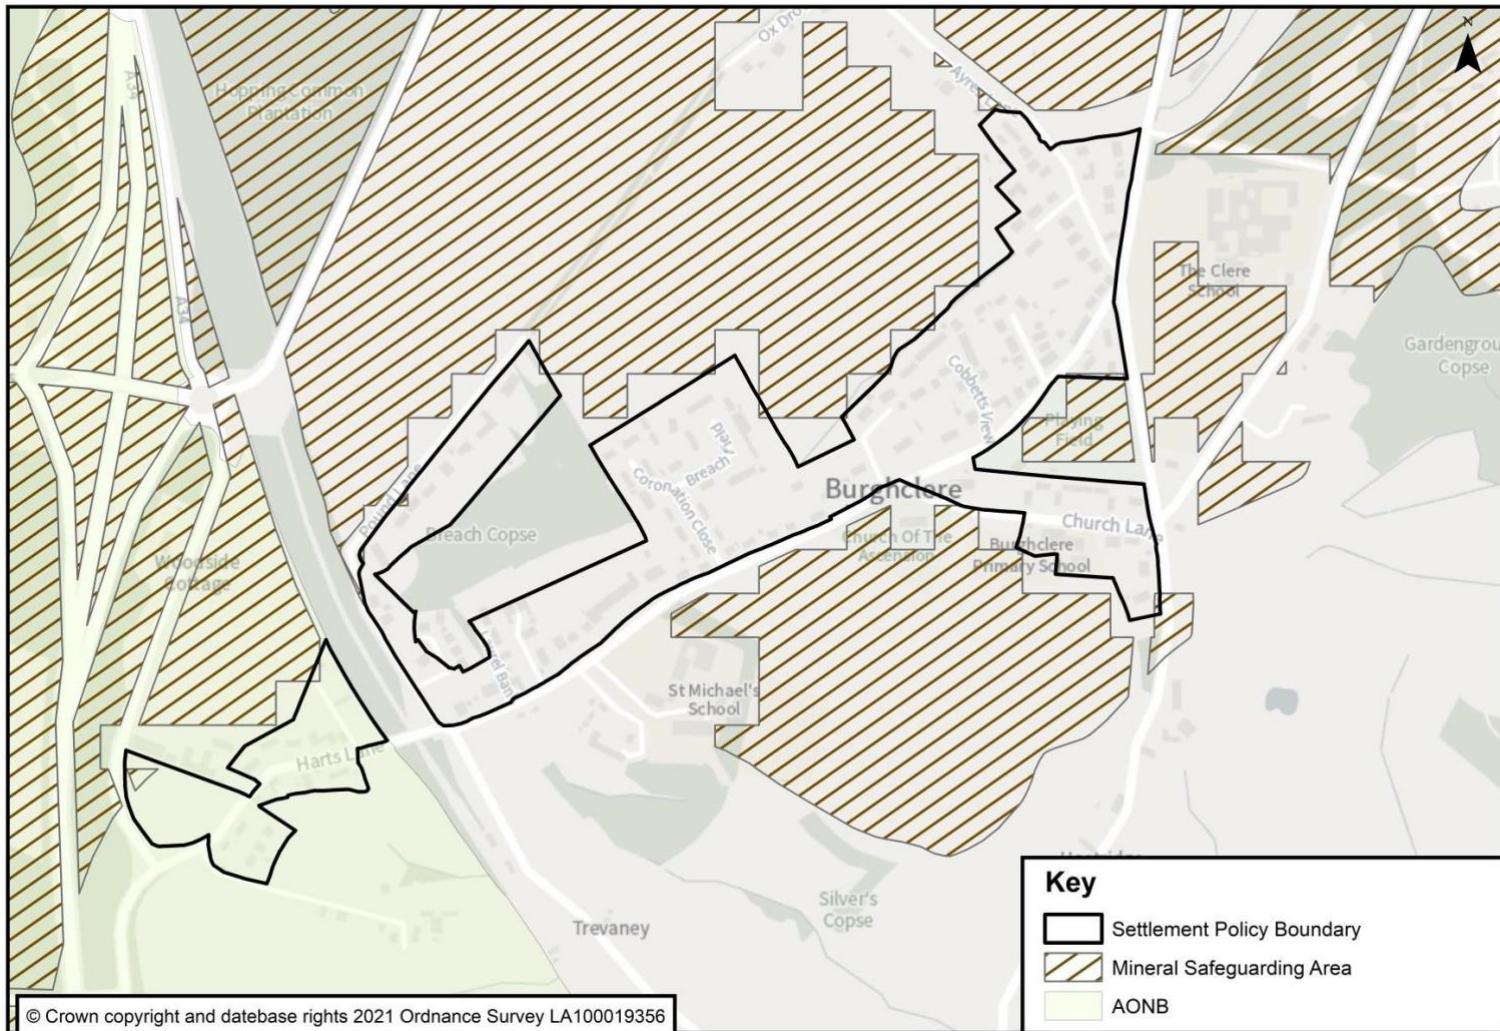 N
Ox Dro
A34
Hopping Common
Plantation
Ayres Lane
A34
The Clere
School
Gardengrou
Copse
Cobbetts View
Playing
Field
Breach Field
Coronation Close
Burghclere
Pound Lane
Breach Copse
Church Lane
Church Of The
Ascension
Burghclere
Primary School
Woodside
Cottage
St Michael's
School
Harts Lane
Silver's
Copse
Trevaney
Key
Settlement Policy Boundary
Mineral Safeguarding Area
AONB
© Crown copyright and datebase rights 2021 Ordnance Survey LA100019356